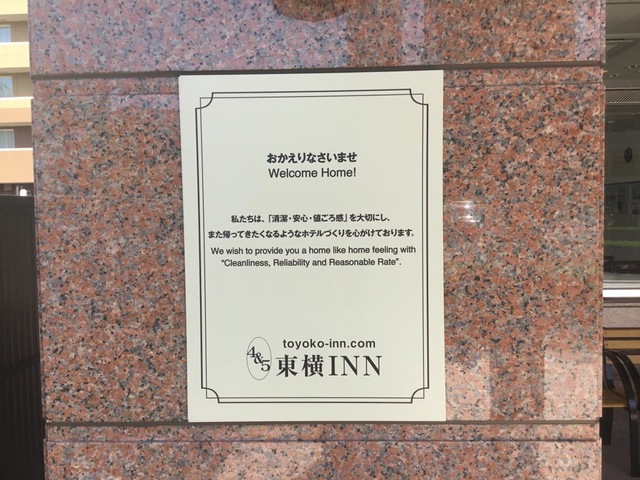 おかえりなさいませ
Welcome Home!
私たちは、「清潔・安心・値ごろ感」を大切にし、
また帰ってきたくなるようなホテルづくりを心がけております。
We wish to provide you a home like home feeling with
“Cleanliness, Reliability and Reasonable Rate”.
toyoko-inn.com
4&5 東横INN